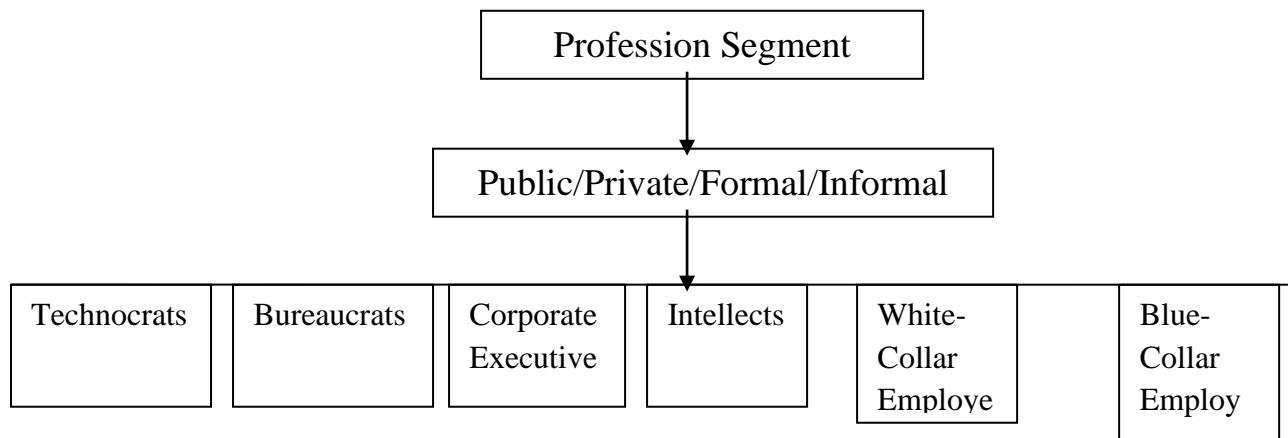 Profession Segment
Public/Private/Formal/Informal
Technocrats
Bureaucrats
Corporate
Executive
Intellects
White-
Collar
Employe
Blue-
Collar
Employ